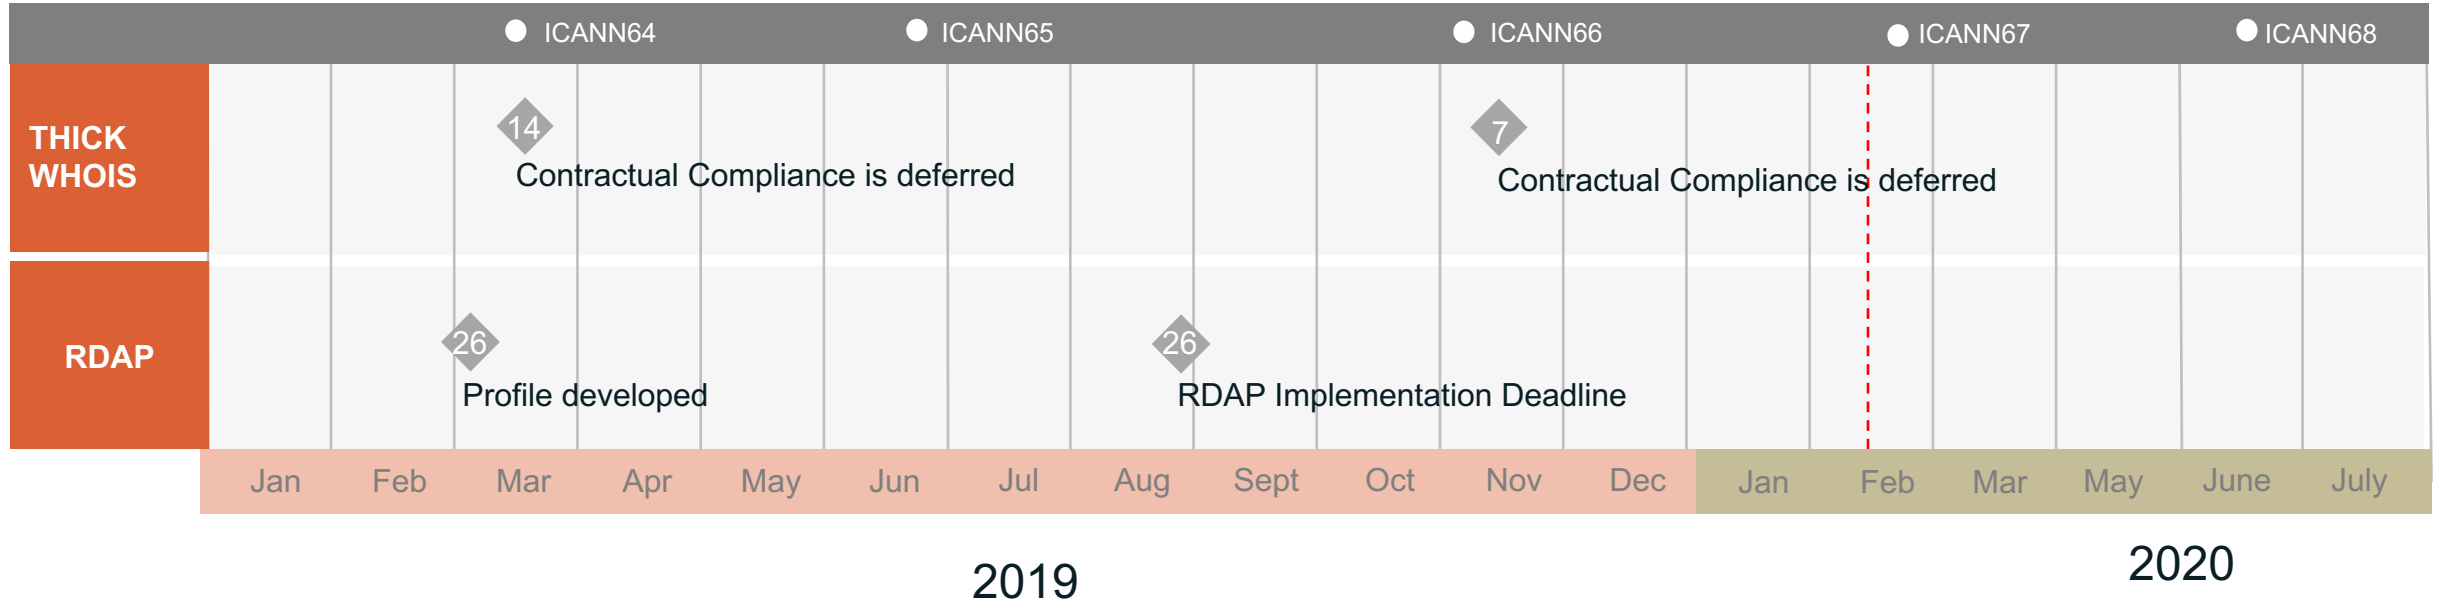 ICANN64 ICANN65 ICANN66 ICANN67 ICANN68
THICK
WHOIS
14
Contractual Compliance is deferred
7
Contractual Compliance is deferred
RDAP
26
Profile developed
26
RDAP Implementation Deadline
Jan Feb Mar Apr May Jun Jul Aug Sept Oct Nov Dec Jan Feb Mar May June July
2019
2020